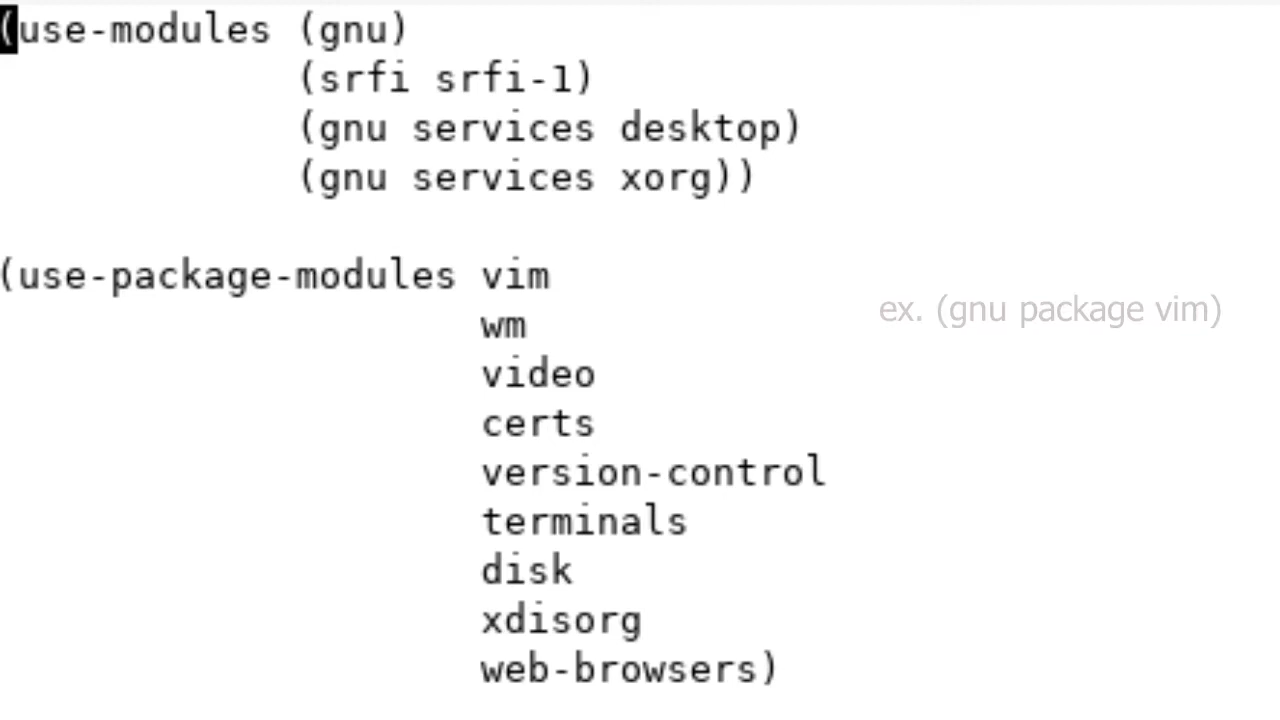 (use-modules (gnu)
(srfi srfi-1)
(gnu services desktop)
(gnu services xorg))
(use-package-modules vim
ex. (gnu package vim)
wm
video
certs
version-control
terminals
disk
xdisorg
web-browsers)